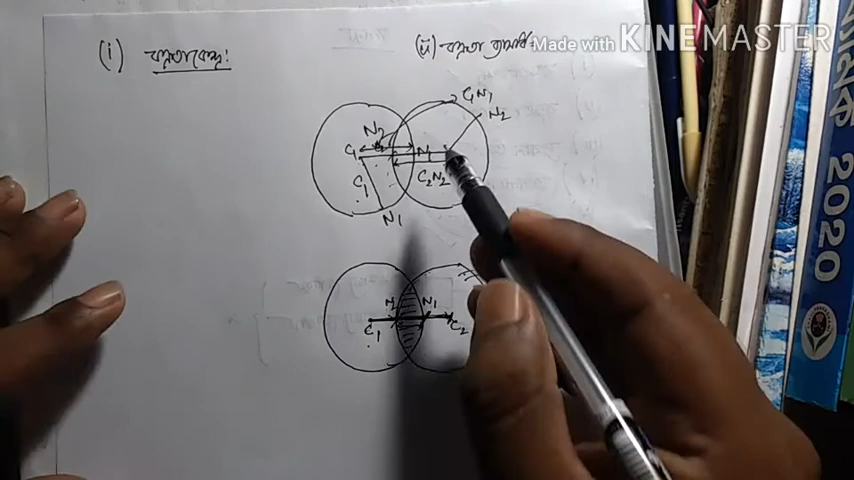 (i) বক্রতাকেন্দ্র:
(ii) বক্রতা
Made with KINEMASTER
C₁N₁
N₂
N₂
C₁
N₁
C₁
C₂N₂
N₁
N₁
C₁
C₂
2020